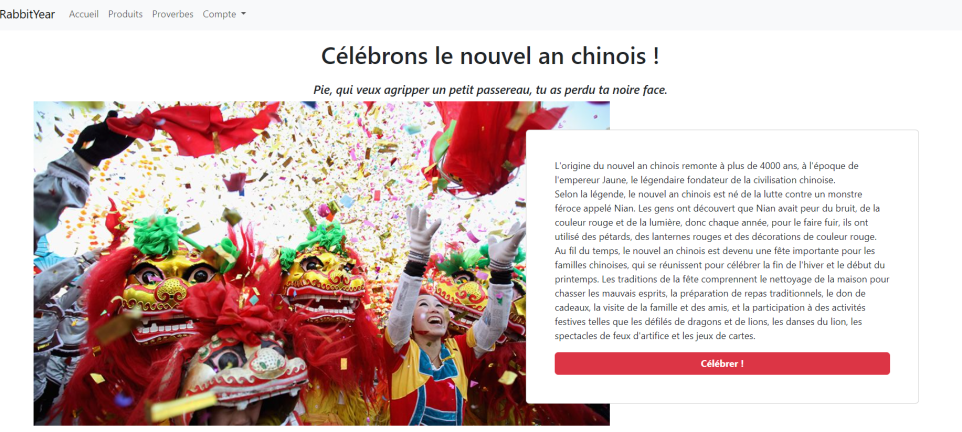 RabbitYear Accueil Produits Proverbes Compte
Célébrons le nouvel an chinois !
Pie, qui veux agripper un petit passereau, tu as perdu ta noire face.
L'origine du nouvel an chinois remonte à plus de 4000 ans, à l'époque de
l'empereur Jaune, le légendaire fondateur de la civilisation chinoise.
Selon la légende, le nouvel an chinois est né de la lutte contre un monstre
féroce appelé Nian. Les gens ont découvert que Nian avait peur du bruit, de la
couleur rouge et de la lumière, donc chaque année, pour le faire fuir, ils ont
utilisé des pétards, des lanternes rouges et des décorations de couleur rouge.
Au fil du temps, le nouvel an chinois est devenu une fête importante pour les
familles chinoises, qui se réunissent pour célébrer la fin de l'hiver et le début du
printemps. Les traditions de la fête comprennent le nettoyage de la maison pour
chasser les mauvais esprits, la préparation de repas traditionnels, le don de
cadeaux, la visite de la famille et des amis, et la participation à des activités
festives telles que les défilés de dragons et de lions, les danses du lion, les
spectacles de feux d'artifice et les jeux de cartes.
Célébrer !